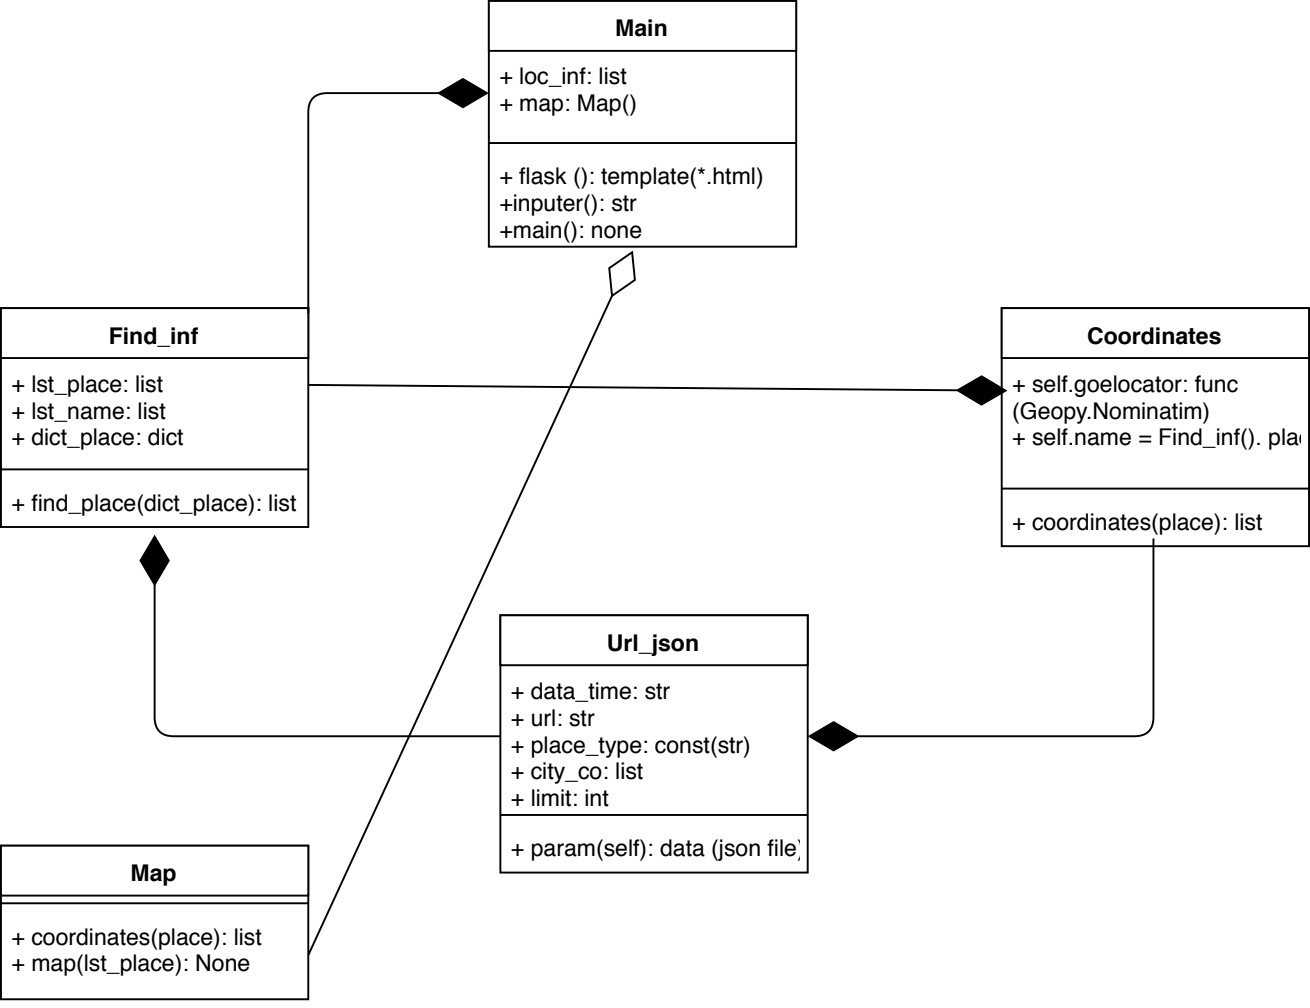 Main
+ loc_inf: list
+ map: Map()
+ flask (): template(*.html)
+inputer(): str
+main(): none
Find_inf
+ lst_place: list
+ lst_name: list
+ dict_place: dict
+ find_place(dict_place): list
Coordinates
+ self.goelocator: func
(Geopy.Nominatim)
+ self.name = Find_inf().
+ coordinates(place): list
Url_json
+ data_time: str
+ url: str
+ place_type: const(str)
+ city_co: list
+ limit: int
+ param(self): data (json file)
Map
+ coordinates(place): list
+ map(lst_place): None